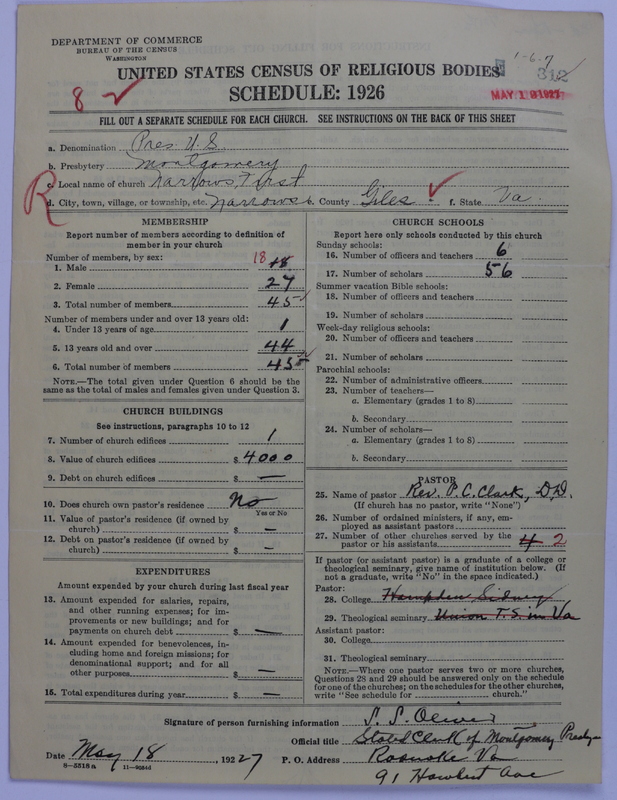 DEPARTMENT OF COMMERCE
BUREAU OF THE CENSUS
WASHINGTON
1-6-7
312
UNITED STATES CENSUS OF RELIGIOUS BODIES
8
SCHEDULE: 1926
MAY 19 1927
FILL OUT A SEPARATE SCHEDULE FOR EACH CHURCH. SEE INSTRUCTIONS ON THE BACK OF THIS SHEET
a. Denomination Pres. U.S.
b. Presbytery Montgomery
R
c. Local name of church Narrows, First
d. City, town, village, or township, etc. Narrows e. County Giles f. State Va.
MEMBERSHIP
Report number of members according to definition of
member in your church
Number of members, by sex:
1. Male 18 18
2. Female 27
3. Total number of members 45
Number of members under and over 13 years old:
4. Under 13 years of age 1
5. 13 years old and over 44
6. Total number of members 45
NOTE.—The total given under Question 6 should be the
same as the total of males and females given under Question 3.
CHURCH BUILDINGS
See instructions, paragraphs 10 to 12
7. Number of church edifices 1
8. Value of church edifices $ 4000
9. Debt on church edifices $ —
10. Does church own pastor's residence No
Yes or No
11. Value of pastor's residence (if owned by
church) $ —
12. Debt on pastor's residence (if owned by
church) $ —
EXPENDITURES
Amount expended by your church during last fiscal year
13. Amount expended for salaries, repairs,
and other running expenses; for im-
provements or new buildings; and for
payments on church debt $ —
14. Amount expended for benevolences, in-
cluding home and foreign missions; for
denominational support; and for all
other purposes $ —
15. Total expenditures during year $ —
CHURCH SCHOOLS
Report here only schools conducted by this church
Sunday schools:
16. Number of officers and teachers 6
17. Number of scholars 56
Summer vacation Bible schools:
18. Number of officers and teachers
19. Number of scholars
Week-day religious schools:
20. Number of officers and teachers
21. Number of scholars
Parochial schools:
22. Number of administrative officers
23. Number of teachers—
a. Elementary (grades 1 to 8)
b. Secondary
24. Number of scholars—
a. Elementary (grades 1 to 8)
b. Secondary
PASTOR
25. Name of pastor Rev. P. C. Clark, D.D.
(If church has no pastor, write "None")
26. Number of ordained ministers, if any, em-
ployed as assistant pastors
27. Number of other churches served by the
pastor or his assistants 4 2
If pastor (or assistant pastor) is a graduate of a college or
theological seminary, give name of institution below. (If
not a graduate, write "No" in the space indicated.)
Pastor:
28. College Hampden Sidney
29. Theological seminary Union T.S. in Va
Assistant pastor:
30. College
31. Theological seminary
NOTE.—Where one pastor serves two or more churches,
Questions 28 and 29 should be answered only on the schedule
for one of the churches; on the schedules for the other churches,
write "See schedule for church."
Signature of person furnishing information S. S. Oliver
Official title Stated Clerk of Montgomery Presby
Date May 18, 1927 P. O. Address Roanoke Va
8—5518a 11—9034d